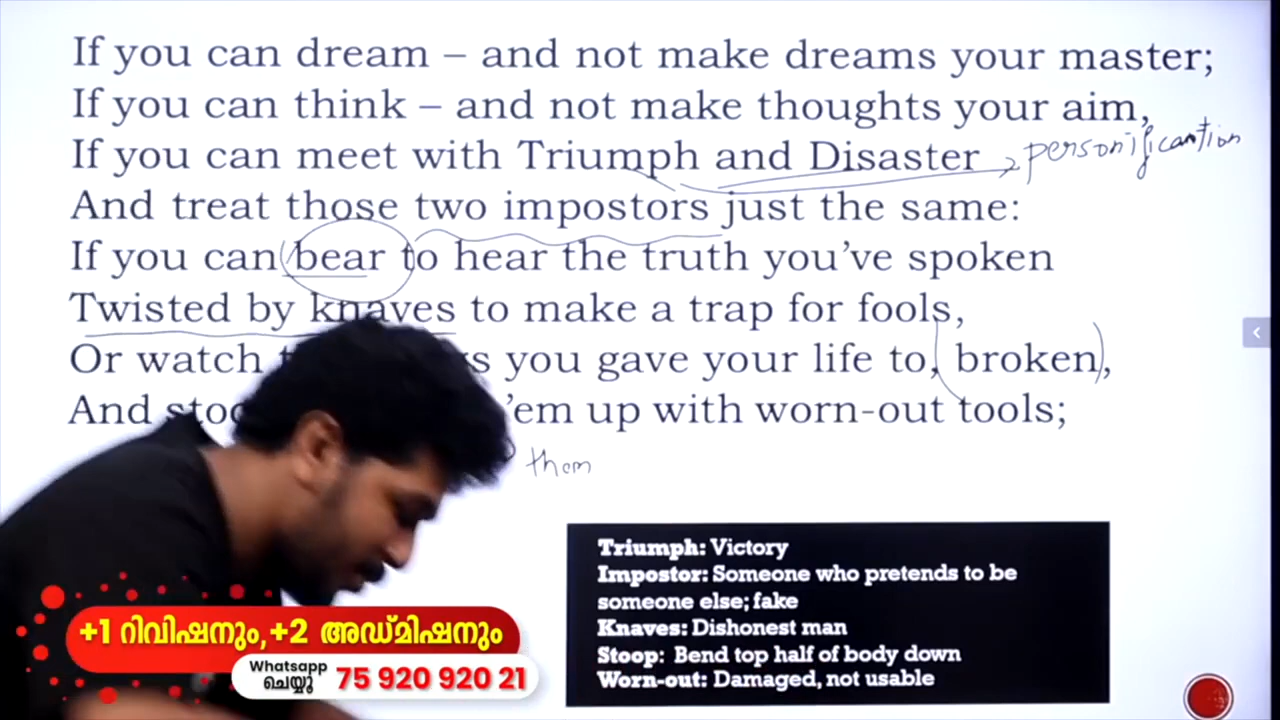 If you can dream – and not make dreams your master;
If you can think – and not make thoughts your aim,
If you can meet with Triumph and Disaster personificantion
And treat those two impostors just the same:
If you can bear to hear the truth you’ve spoken
Twisted by knaves to make a trap for fools,
Or watch you gave your life to, broken,
And ’em up with worn-out tools;
them
Triumph: Victory
Impostor: Someone who pretends to be
someone else; fake
Knaves: Dishonest man
Stoop: Bend top half of body down
Worn-out: Damaged, not usable
+1 റിവിഷനും,+2 അഡ്മിഷനും
Whatsapp
ചെയ്യൂ
75 920 920 21